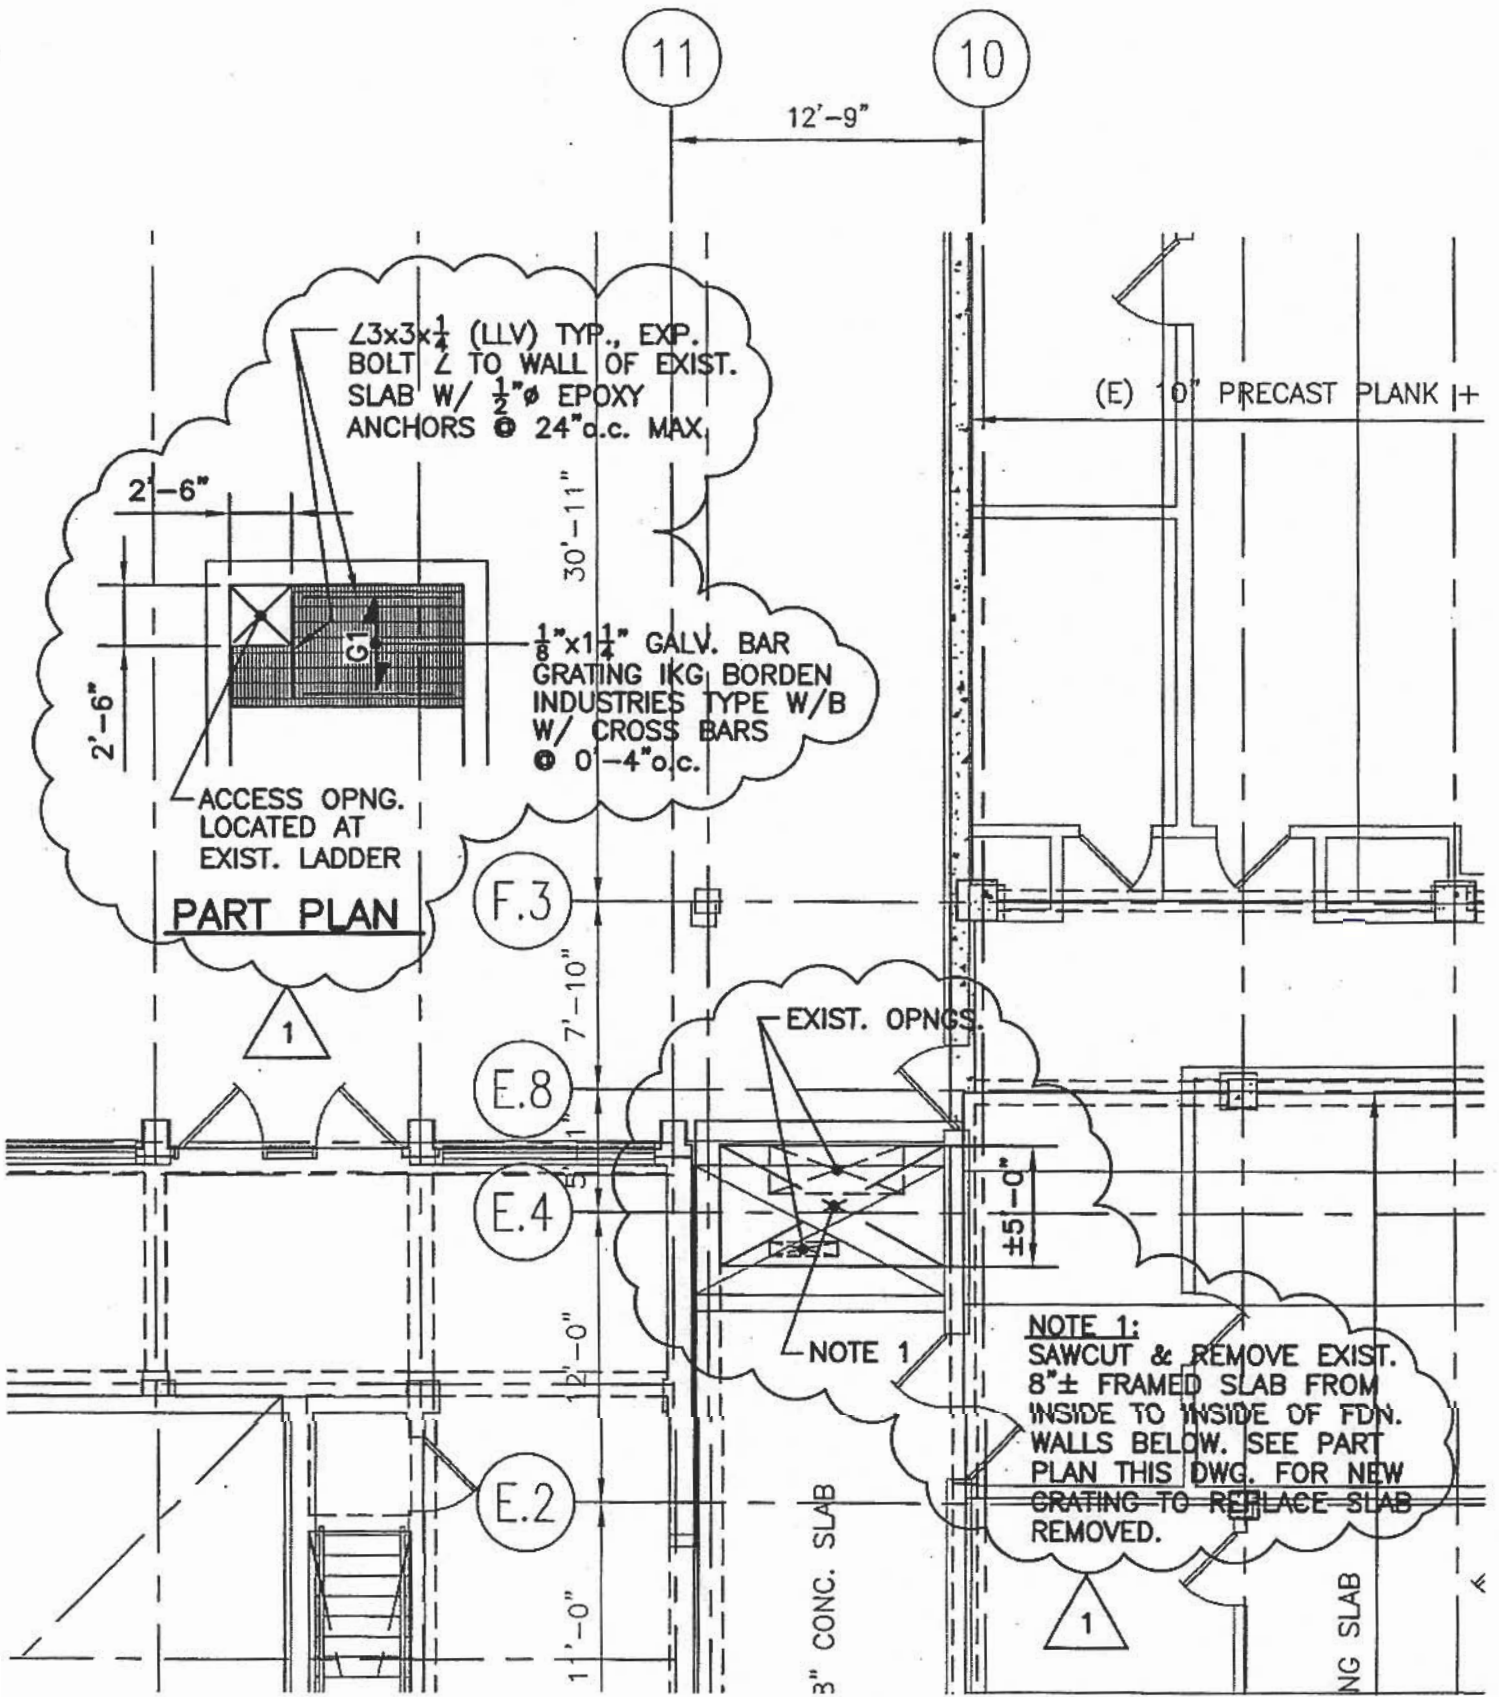 11
10
12'-9"
∠3x3x1/4 (LLV) TYP., EXP.
BOLT ∠ TO WALL OF EXIST.
SLAB W/ 1/2"ø EPOXY
ANCHORS @ 24"o.c. MAX.
(E) 10" PRECAST PLANK +
2'-6"
30'-11"
G1
1/8"x1 1/4" GALV. BAR
GRATING IKG BORDEN
INDUSTRIES TYPE W/B
W/ CROSS BARS
@ 0'-4"o.c.
2'-6"
ACCESS OPNG.
LOCATED AT
EXIST. LADDER
PART PLAN
1
F.3
7'-10"
EXIST. OPNGS.
E.8
E.4
±5'-0"
12'-0"
NOTE 1
NOTE 1:
SAWCUT & REMOVE EXIST.
8"± FRAMED SLAB FROM
INSIDE TO INSIDE OF FDN.
WALLS BELOW. SEE PART
PLAN THIS DWG. FOR NEW
GRATING TO REPLACE SLAB
REMOVED.
E.2
11'-0"
CONC. SLAB
1
NG SLAB